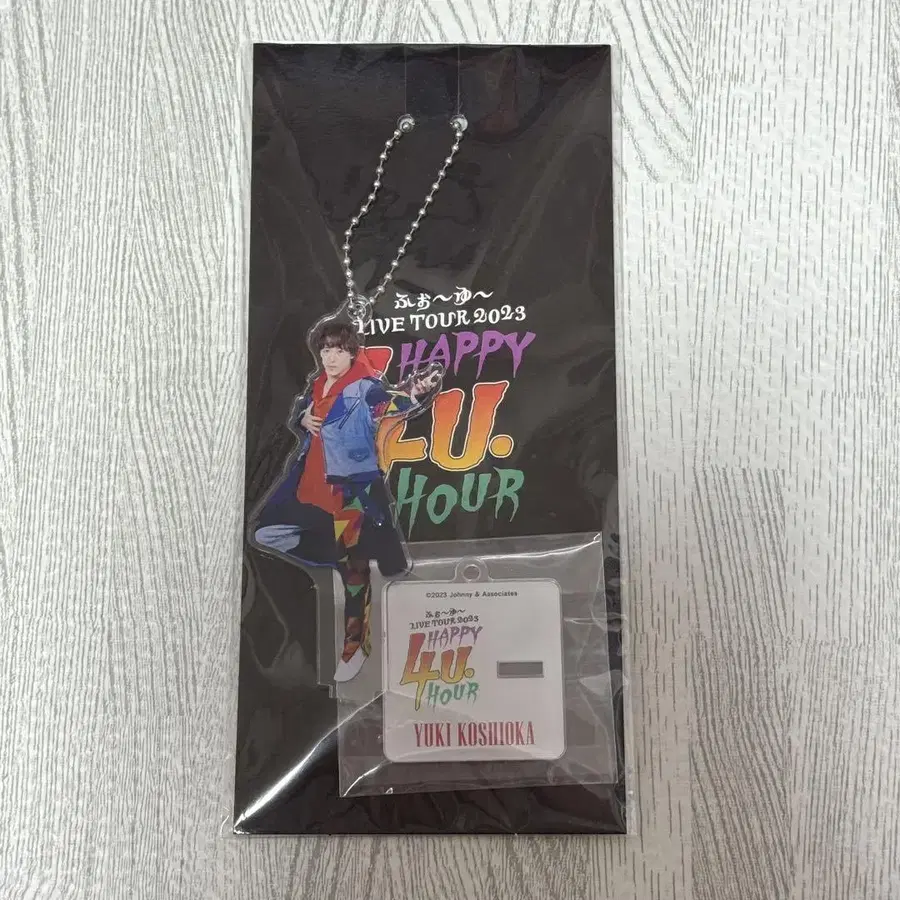 ふぉ〜ゆ〜
LIVE TOUR 2023
HAPPY
4U.
HOUR
©2023 Johnny & Associates
ふぉ〜ゆ〜
LIVE TOUR 2023
HAPPY
4U.
HOUR
YUKI KOSHIOKA